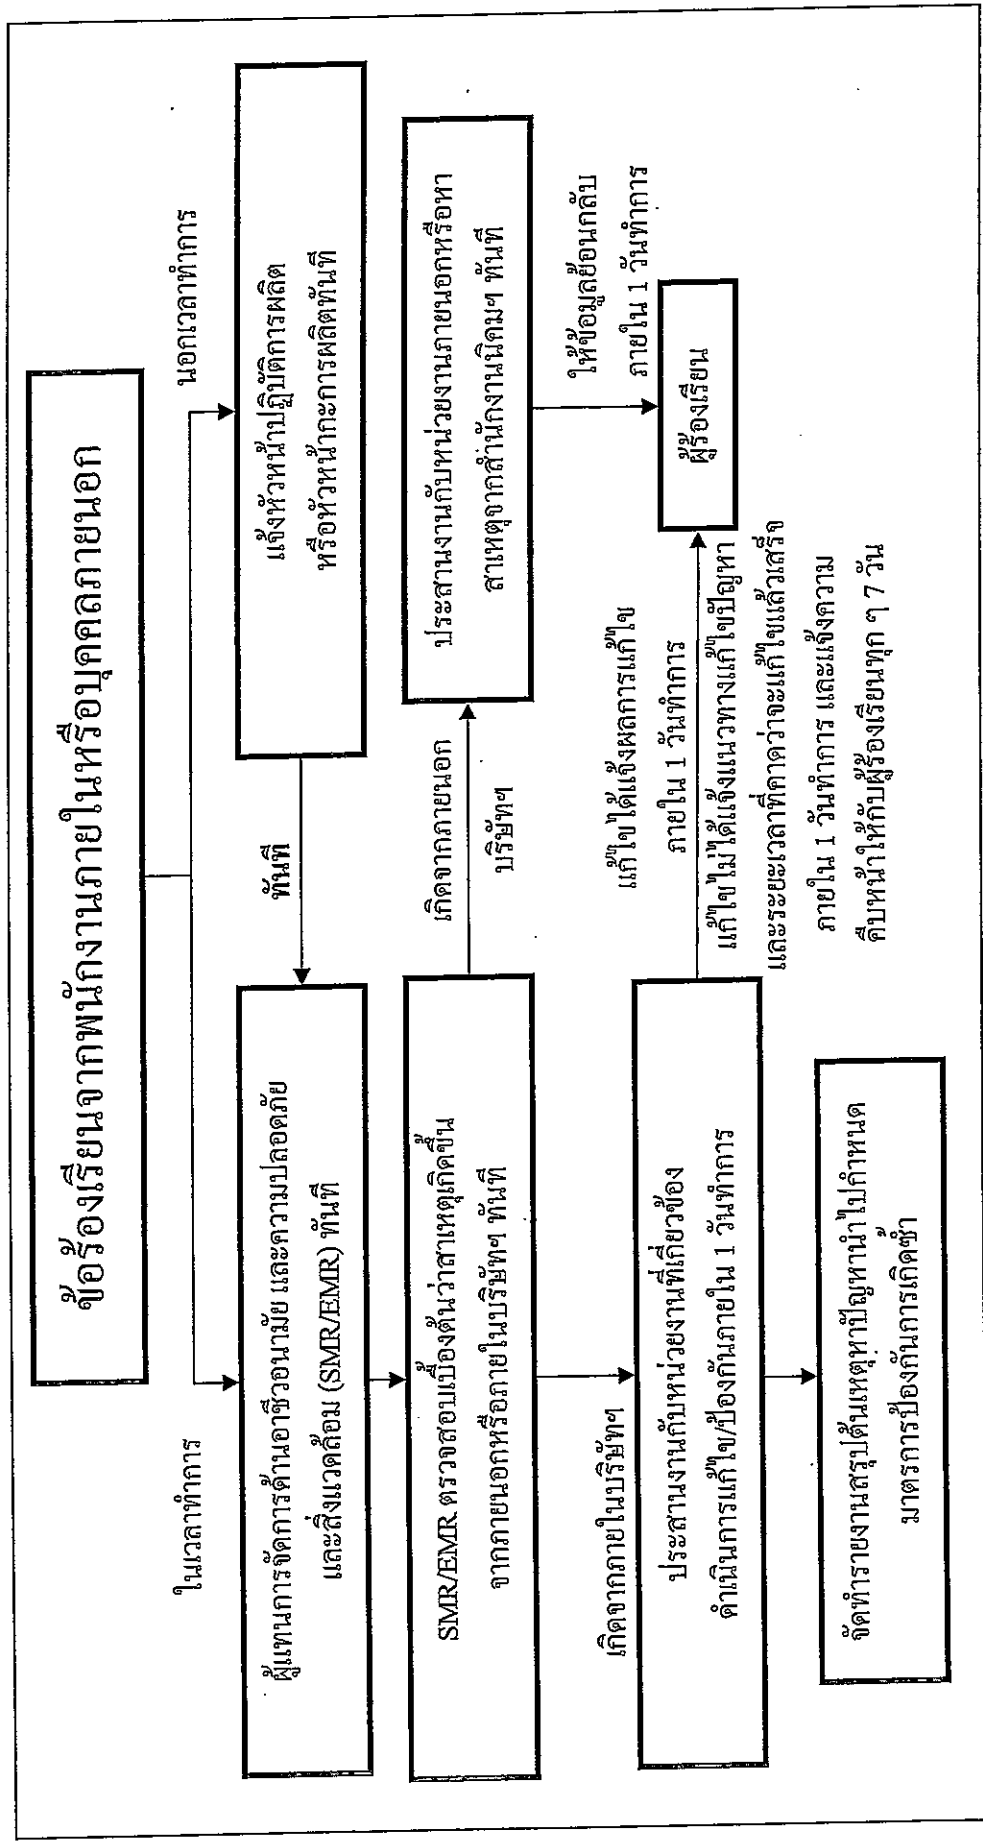 ข้อร้องเรียนจากพนักงานภายในหรือบุคคลภายนอก
ในเวลาทำการ
นอกเวลาทำการ
ผู้แทนการจัดการด้านอาชีวอนามัย และความปลอดภัย
และสิ่งแวดล้อม (SMR/EMR) ทันที
ทันที
แจ้งหัวหน้าปฏิบัติการผลิต
หรือหัวหน้ากะการผลิตทันที
SMR/EMR ตรวจสอบเบื้องต้นว่าสาเหตุเกิดขึ้น
จากภายนอกหรือภายในบริษัทฯ ทันที
เกิดจากภายนอก
บริษัทฯ
ประสานงานกับหน่วยงานภายนอกหรือหา
สาเหตุจากสำนักงานนิคมฯ ทันที
เกิดจากภายในบริษัทฯ
ให้ข้อมูลย้อนกลับ
ภายใน 1 วันทำการ
ประสานงานกับหน่วยงานที่เกี่ยวข้อง
ดำเนินการแก้ไข/ป้องกันภายใน 1 วันทำการ
แก้ไขได้แจ้งผลการแก้ไข
ภายใน 1 วันทำการ
แก้ไขไม่ได้แจ้งแนวทางแก้ไขปัญหา
และระยะเวลาที่คาดว่าจะแก้ไขแล้วเสร็จ
ภายใน 1 วันทำการ และแจ้งความ
คืบหน้าให้กับผู้ร้องเรียนทุก ๆ 7 วัน
ผู้ร้องเรียน
จัดทำรายงานสรุปต้นเหตุหาปัญหานำไปกำหนด
มาตรการป้องกันการเกิดซ้ำ